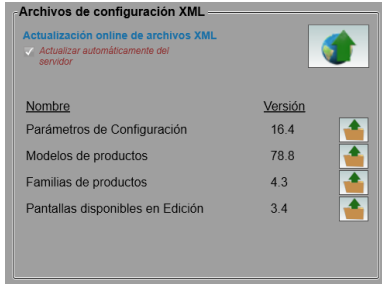 Archivos de configuración XML
Actualización online de archivos XML
Actualizar automáticamente del
servidor
Nombre Versión
Parámetros de Configuración 16.4
Modelos de productos 78.8
Familias de productos 4.3
Pantallas disponibles en Edición 3.4